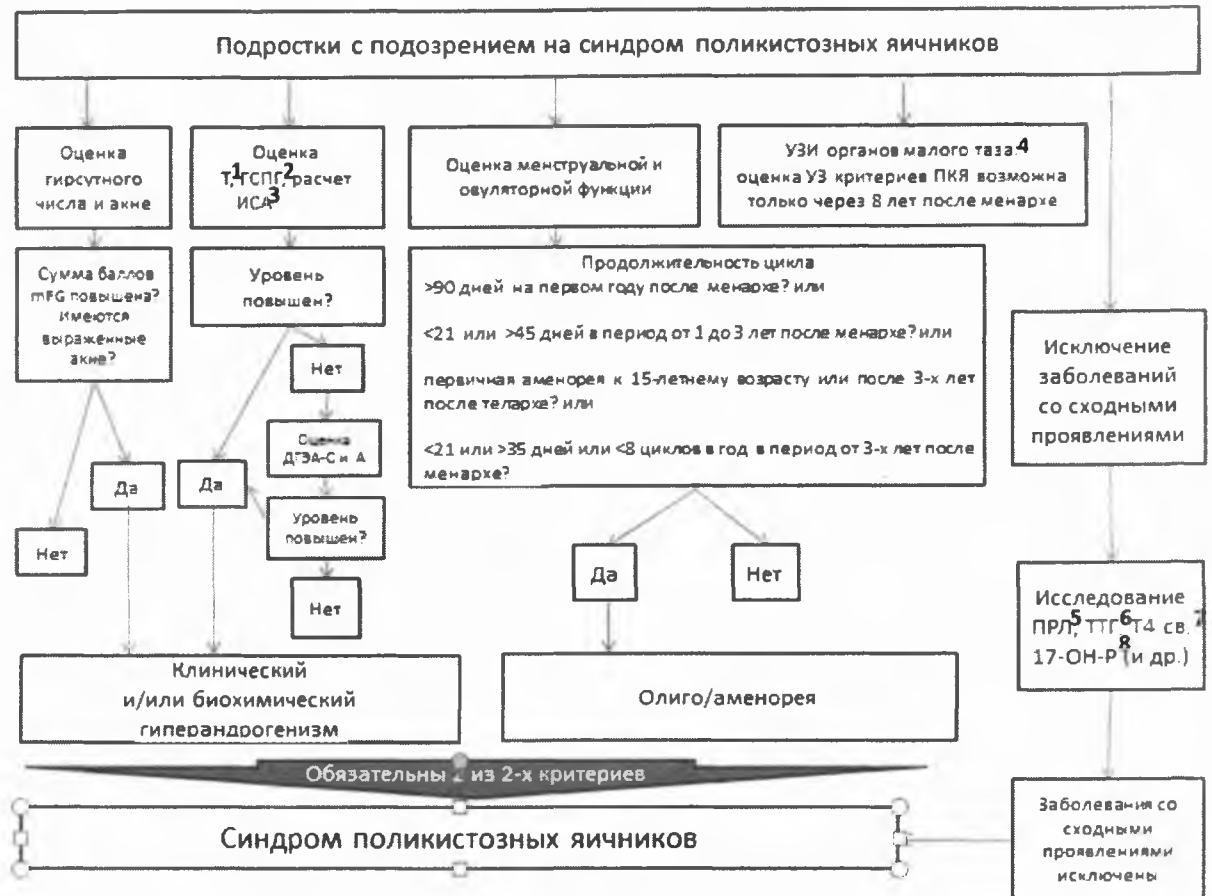 Подростки с подозрением на синдром поликистозных яичников
Оценка
гирсутного
числа и акне
Оценка
Т,1 ГСПГ,2 расчет
ИСА3
Оценка менструальной и
овуляторной функции
УЗИ органов малого таза:4
оценка УЗ критериев ПКЯ возможна
только через 8 лет после менархе
Сумма баллов
mFG повышена?
Имеются
выраженные
акне?
Уровень
повышен?
Продолжительность цикла
>90 дней на первом году после менархе? или
<21 или >45 дней в период от 1 до 3 лет после менархе? или
первичная аменорея к 15-летнему возрасту или после 3-х лет
после телархе? или
<21 или >35 дней или <8 циклов в год в период от 3-х лет после
менархе?
Исключение
заболеваний
со сходными
проявлениями
Нет
Оценка
ДГЭА-С и А
Да
Да
Уровень
повышен?
Нет
Нет
Да
Нет
Исследование
ПРЛ,5 ТТГ,6 Т4 св.7
17-ОН-Р8 (и др.)
Клинический
и/или биохимический
гиперандрогенизм
Олиго/аменорея
Обязательны из 2-х критериев
Синдром поликистозных яичников
Заболевания со
сходными
проявлениями
исключены